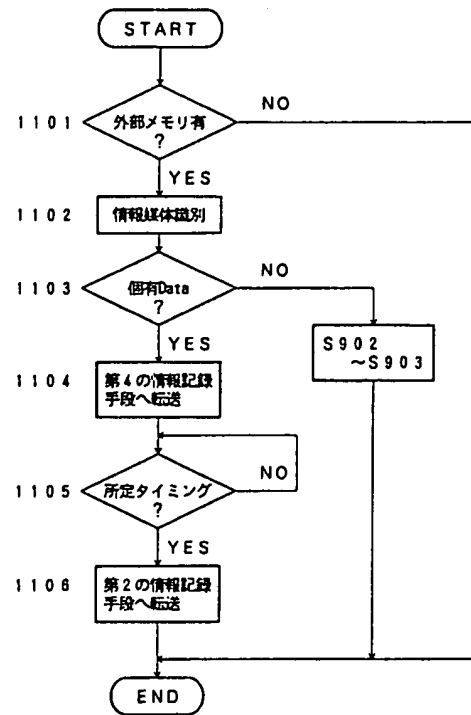 START
NO
1101
外部メモリ有
?
YES
1102
情報媒体識別
NO
1103
個有Data
?
YES
S902
～S903
1104
第4の情報記録
手段へ転送
NO
1105
所定タイミング
?
YES
1106
第2の情報記録
手段へ転送
END